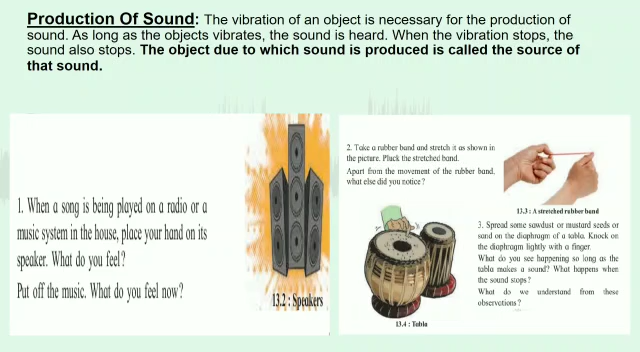 Production Of Sound: The vibration of an object is necessary for the production of
sound. As long as the objects vibrates, the sound is heard. When the vibration stops, the
sound also stops. The object due to which sound is produced is called the source of
that sound.
1. When a song is being played on a radio or a
music system in the house, place your hand on its
speaker. What do you feel?
Put off the music. What do you feel now?
13.2 : Speakers
2. Take a rubber band and stretch it as shown in
the picture. Pluck the stretched band.
Apart from the movement of the rubber band,
what else did you notice?
13.3 : A stretched rubber band
3. Spread some sawdust or mustard seeds or
sand on the diaphragm of a tabla. Knock on
the diaphragm lightly with a finger.
What do you see happening so long as the
tabla makes a sound? What happens when
the sound stops?
What do we understand from these
observations?
13.4 : Tabla